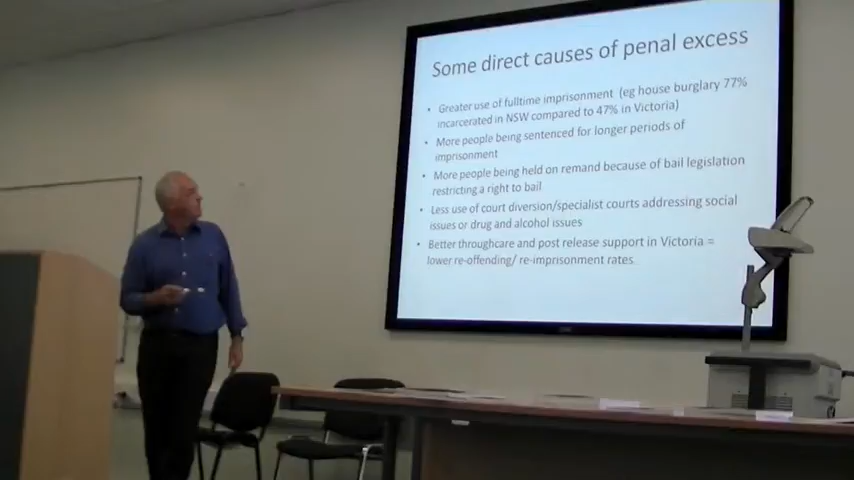 Some direct causes of penal excess
• Greater use of fulltime imprisonment (eg house burglary 77%
incarcerated in NSW compared to 47% in Victoria)
• More people being sentenced for longer periods of
imprisonment
• More people being held on remand because of bail legislation
restricting a right to bail
• Less use of court diversion/specialist courts addressing social
issues or drug and alcohol issues
• Better throughcare and post release support in Victoria =
lower re-offending/ re-imprisonment rates.